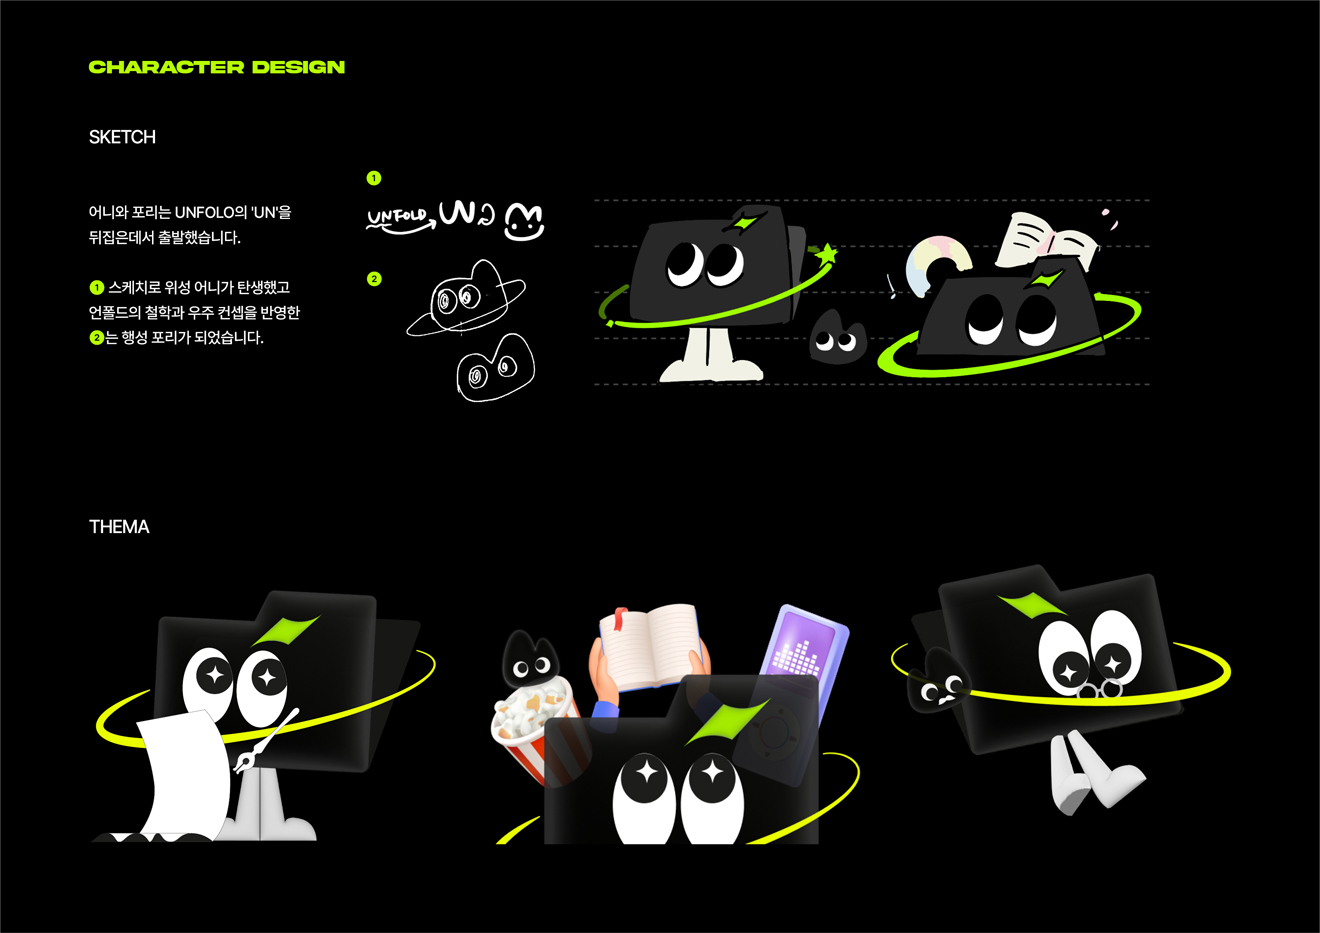 CHARACTER DESIGN
SKETCH
어니와 포리는 UNFOLO의 'UN'을
뒤집은데서 출발했습니다.
1 스케치로 위성 어니가 탄생했고
언폴드의 철학과 우주 컨셉을 반영한
2는 행성 포리가 되었습니다.
1
UNFOLD
2
THEMA